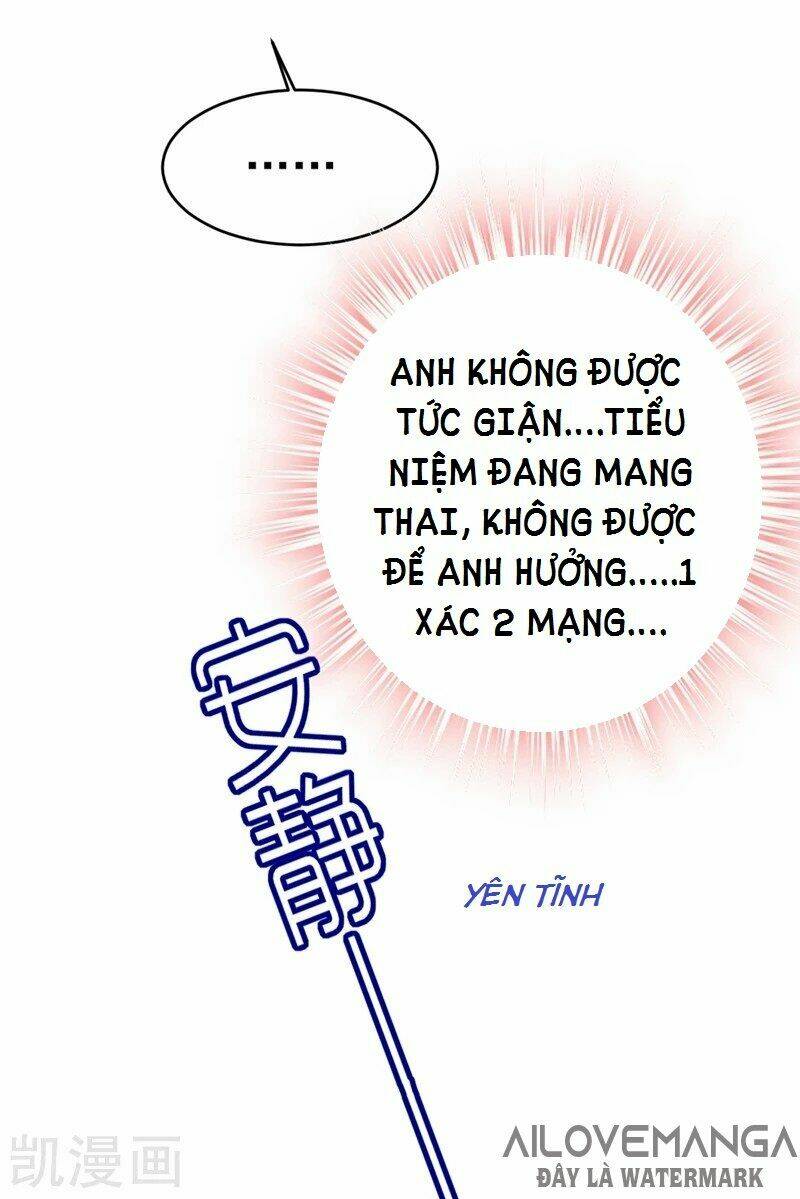 ......
ANH KHÔNG ĐƯỢC
TỨC GIẬN....TIỂU
NIỆM ĐANG MANG
THAI, KHÔNG ĐƯỢC
ĐỂ ANH HƯỞNG.....1
XÁC 2 MẠNG....
安靜
YÊN TĨNH
凯漫画
AILOVEMANGA
ĐÂY LÀ WATERMARK